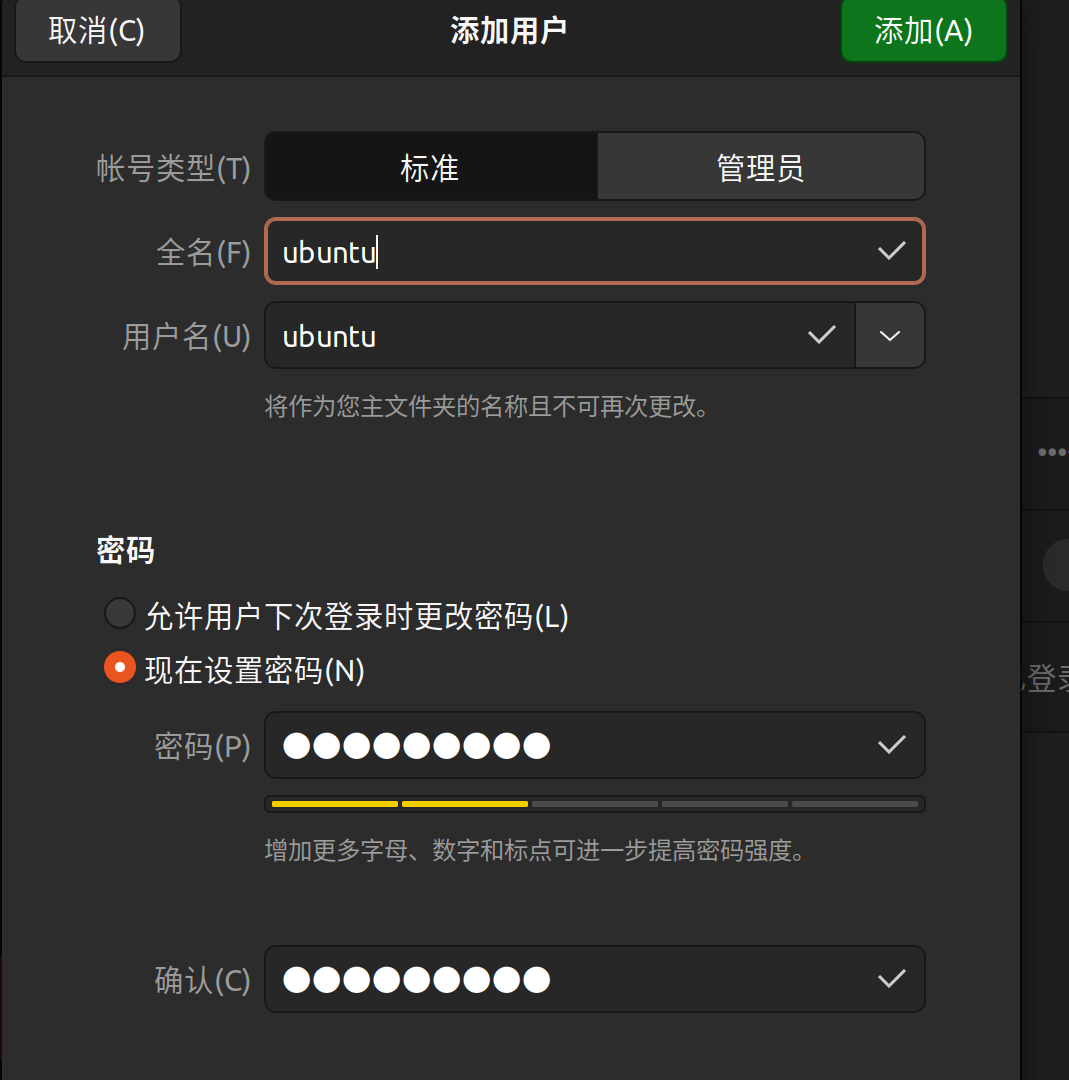 取消(C)
添加用户
添加(A)
帐号类型(T)
标准
管理员
全名(F)
ubuntu
用户名(U)
ubuntu
将作为您主文件夹的名称且不可再次更改。
密码
允许用户下次登录时更改密码(L)
现在设置密码(N)
密码(P)
●●●●●●●●●
增加更多字母、数字和标点可进一步提高密码强度。
确认(C)
●●●●●●●●●
登录